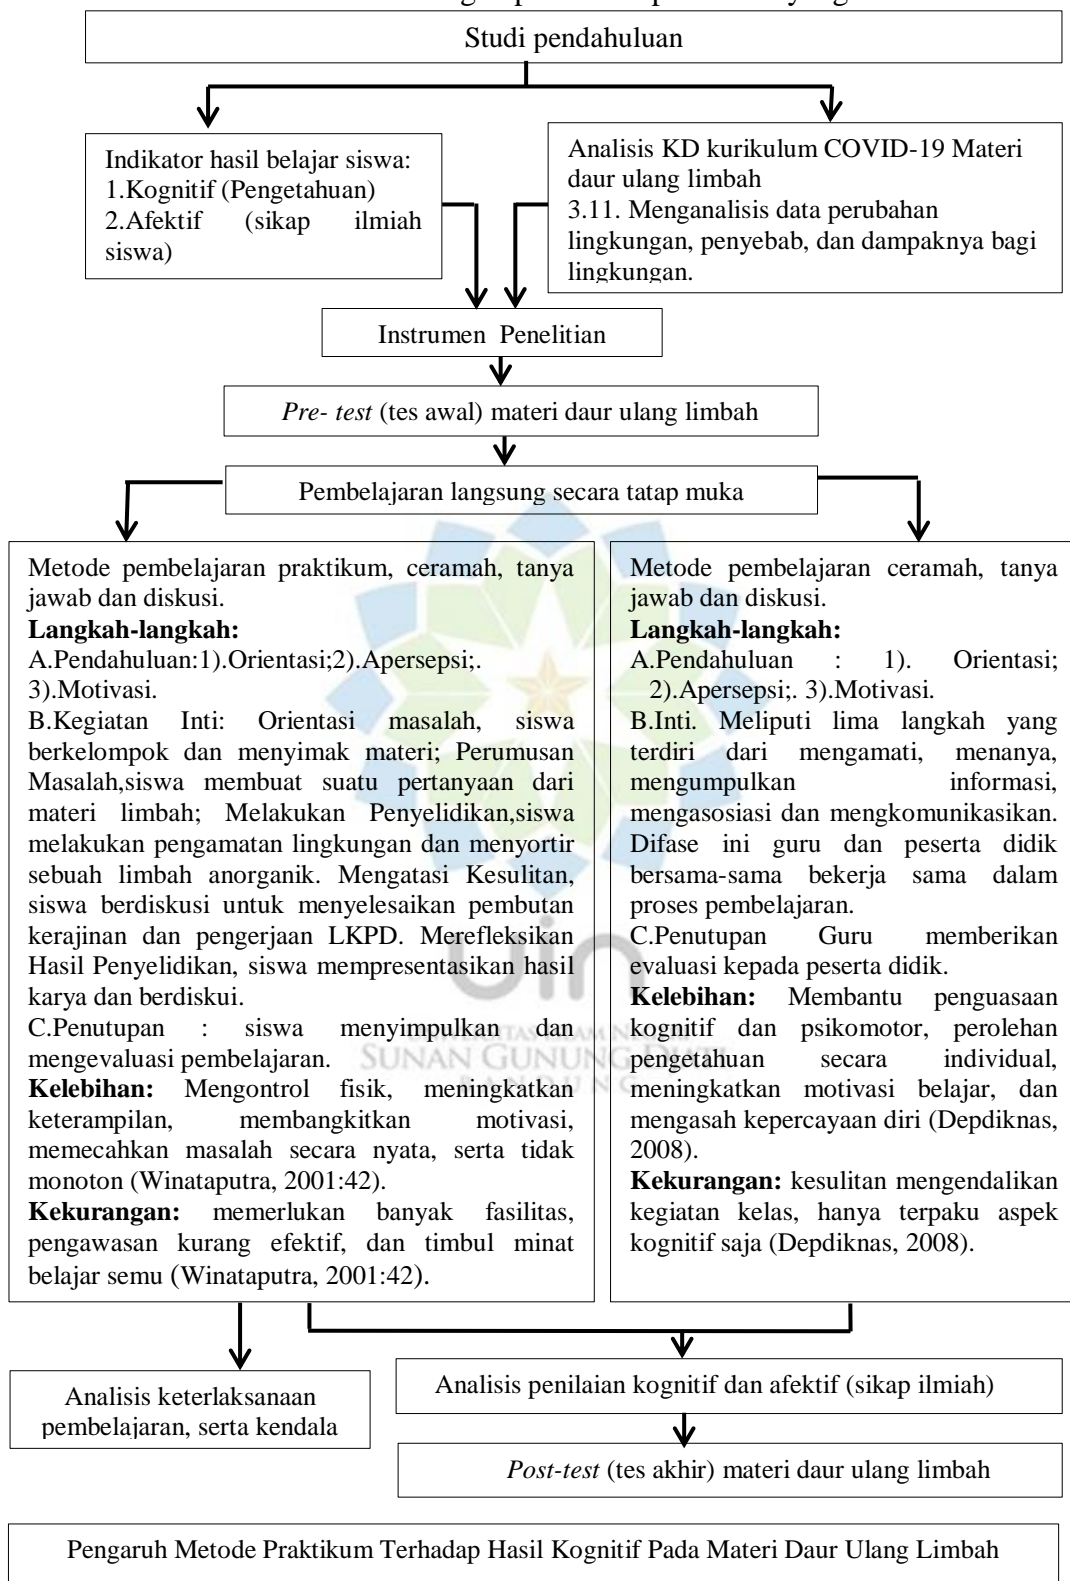 Studi pendahuluan
Indikator hasil belajar siswa:
1.Kognitif (Pengetahuan)
2.Afektif (sikap ilmiah
siswa)
Analisis KD kurikulum COVID-19 Materi
daur ulang limbah
3.11. Menganalisis data perubahan
lingkungan, penyebab, dan dampaknya bagi
lingkungan.
Instrumen Penelitian
Pre- test (tes awal) materi daur ulang limbah
Pembelajaran langsung secara tatap muka
Metode pembelajaran praktikum, ceramah, tanya
jawab dan diskusi.
Langkah-langkah:
A.Pendahuluan:1).Orientasi;2).Apersepsi;.
3).Motivasi.
B.Kegiatan Inti: Orientasi masalah, siswa
berkelompok dan menyimak materi; Perumusan
Masalah,siswa membuat suatu pertanyaan dari
materi limbah; Melakukan Penyelidikan,siswa
melakukan pengamatan lingkungan dan menyortir
sebuah limbah anorganik. Mengatasi Kesulitan,
siswa berdiskusi untuk menyelesaikan pembutan
kerajinan dan pengerjaan LKPD. Merefleksikan
Hasil Penyelidikan, siswa mempresentasikan hasil
karya dan berdiskui.
C.Penutupan : siswa menyimpulkan dan
mengevaluasi pembelajaran.
Kelebihan: Mengontrol fisik, meningkatkan
keterampilan, membangkitkan motivasi,
memecahkan masalah secara nyata, serta tidak
monoton (Winataputra, 2001:42).
Kekurangan: memerlukan banyak fasilitas,
pengawasan kurang efektif, dan timbul minat
belajar semu (Winataputra, 2001:42).
Metode pembelajaran ceramah, tanya
jawab dan diskusi.
Langkah-langkah:
A.Pendahuluan : 1). Orientasi;
2).Apersepsi;. 3).Motivasi.
B.Inti. Meliputi lima langkah yang
terdiri dari mengamati, menanya,
mengumpulkan informasi,
mengasosiasi dan mengkomunikasikan.
Difase ini guru dan peserta didik
bersama-sama bekerja sama dalam
proses pembelajaran.
C.Penutupan Guru memberikan
evaluasi kepada peserta didik.
Kelebihan: Membantu penguasaan
kognitif dan psikomotor, perolehan
pengetahuan secara individual,
meningkatkan motivasi belajar, dan
mengasah kepercayaan diri (Depdiknas,
2008).
Kekurangan: kesulitan mengendalikan
kegiatan kelas, hanya terpaku aspek
kognitif saja (Depdiknas, 2008).
uin
SUNAN GUNUNG DJATI
BANDUNG
Analisis keterlaksanaan
pembelajaran, serta kendala
Analisis penilaian kognitif dan afektif (sikap ilmiah)
Post-test (tes akhir) materi daur ulang limbah
Pengaruh Metode Praktikum Terhadap Hasil Kognitif Pada Materi Daur Ulang Limbah